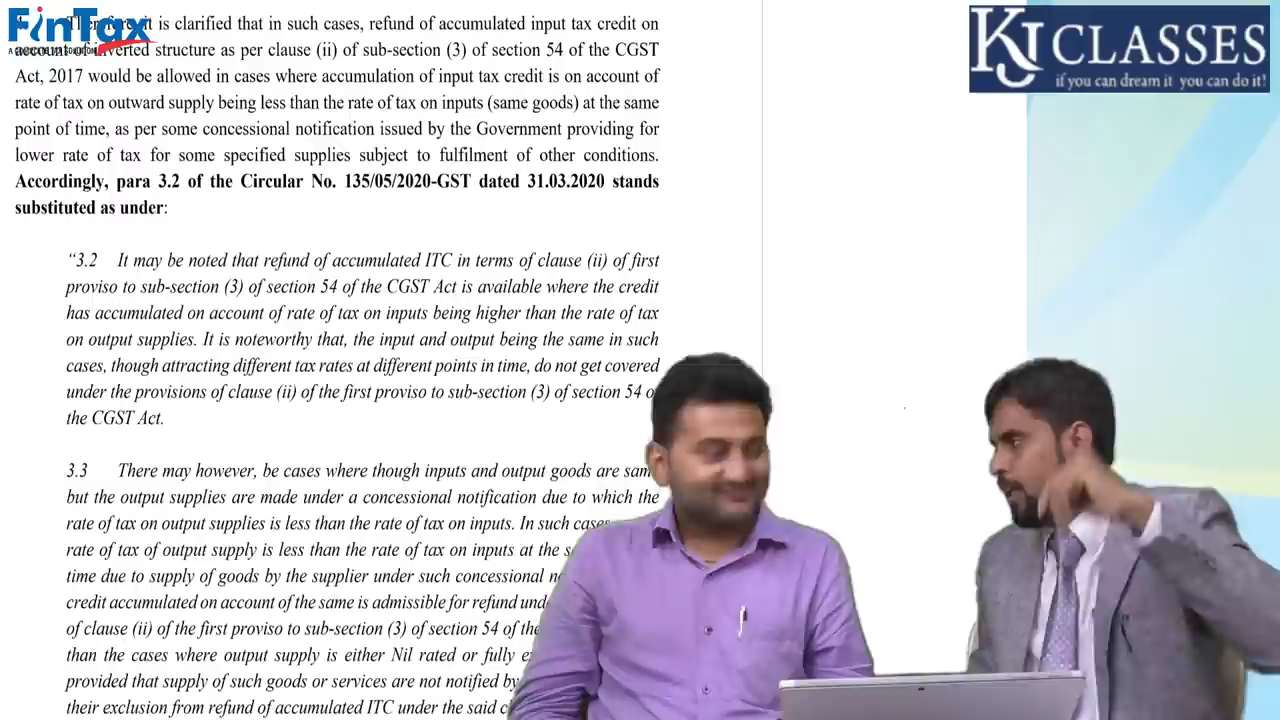 FinTax
KJ CLASSES
if you can dream it you can do it!
Therefore it is clarified that in such cases, refund of accumulated input tax credit on
account of inverted structure as per clause (ii) of sub-section (3) of section 54 of the CGST
Act, 2017 would be allowed in cases where accumulation of input tax credit is on account of
rate of tax on outward supply being less than the rate of tax on inputs (same goods) at the same
point of time, as per some concessional notification issued by the Government providing for
lower rate of tax for some specified supplies subject to fulfilment of other conditions.
Accordingly, para 3.2 of the Circular No. 135/05/2020-GST dated 31.03.2020 stands
substituted as under:
“3.2 It may be noted that refund of accumulated ITC in terms of clause (ii) of first
proviso to sub-section (3) of section 54 of the CGST Act is available where the credit
has accumulated on account of rate of tax on inputs being higher than the rate of tax
on output supplies. It is noteworthy that, the input and output being the same in such
cases, though attracting different tax rates at different points in time, do not get covered
under the provisions of clause (ii) of the first proviso to sub-section (3) of section 54 o
the CGST Act.
3.3 There may however, be cases where though inputs and output goods are sam
but the output supplies are made under a concessional notification due to which the
rate of tax on output supplies is less than the rate of tax on inputs. In such cases
rate of tax of output supply is less than the rate of tax on inputs at the s
time due to supply of goods by the supplier under such concessional n
credit accumulated on account of the same is admissible for refund und
of clause (ii) of the first proviso to sub-section (3) of section 54 of the
than the cases where output supply is either Nil rated or fully e
provided that supply of such goods or services are not notified by
their exclusion from refund of accumulated ITC under the said c